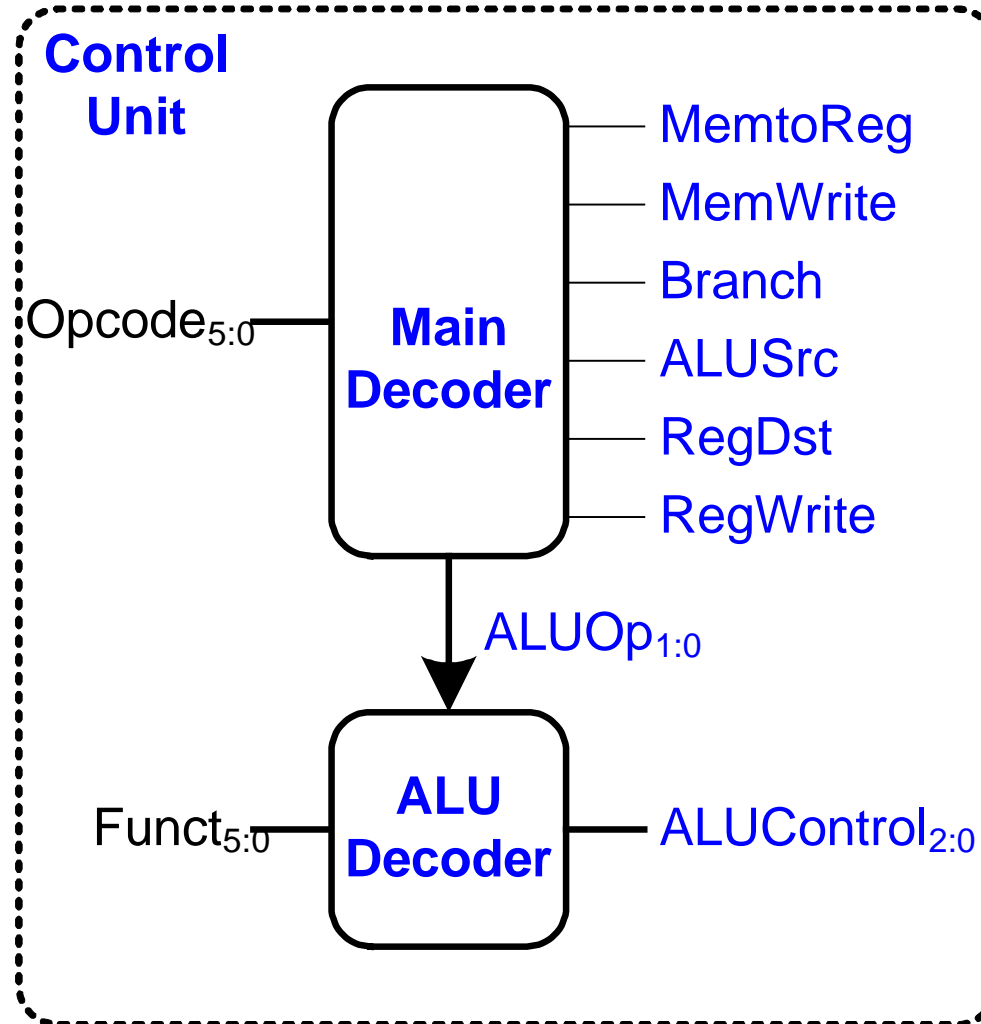 Control
Unit
MemtoReg
MemWrite
Branch
Opcode5:0
Main
Decoder
ALUSrc
RegDst
RegWrite
ALUOp1:0
ALU
Decoder
Funct5:0
ALUControl2:0